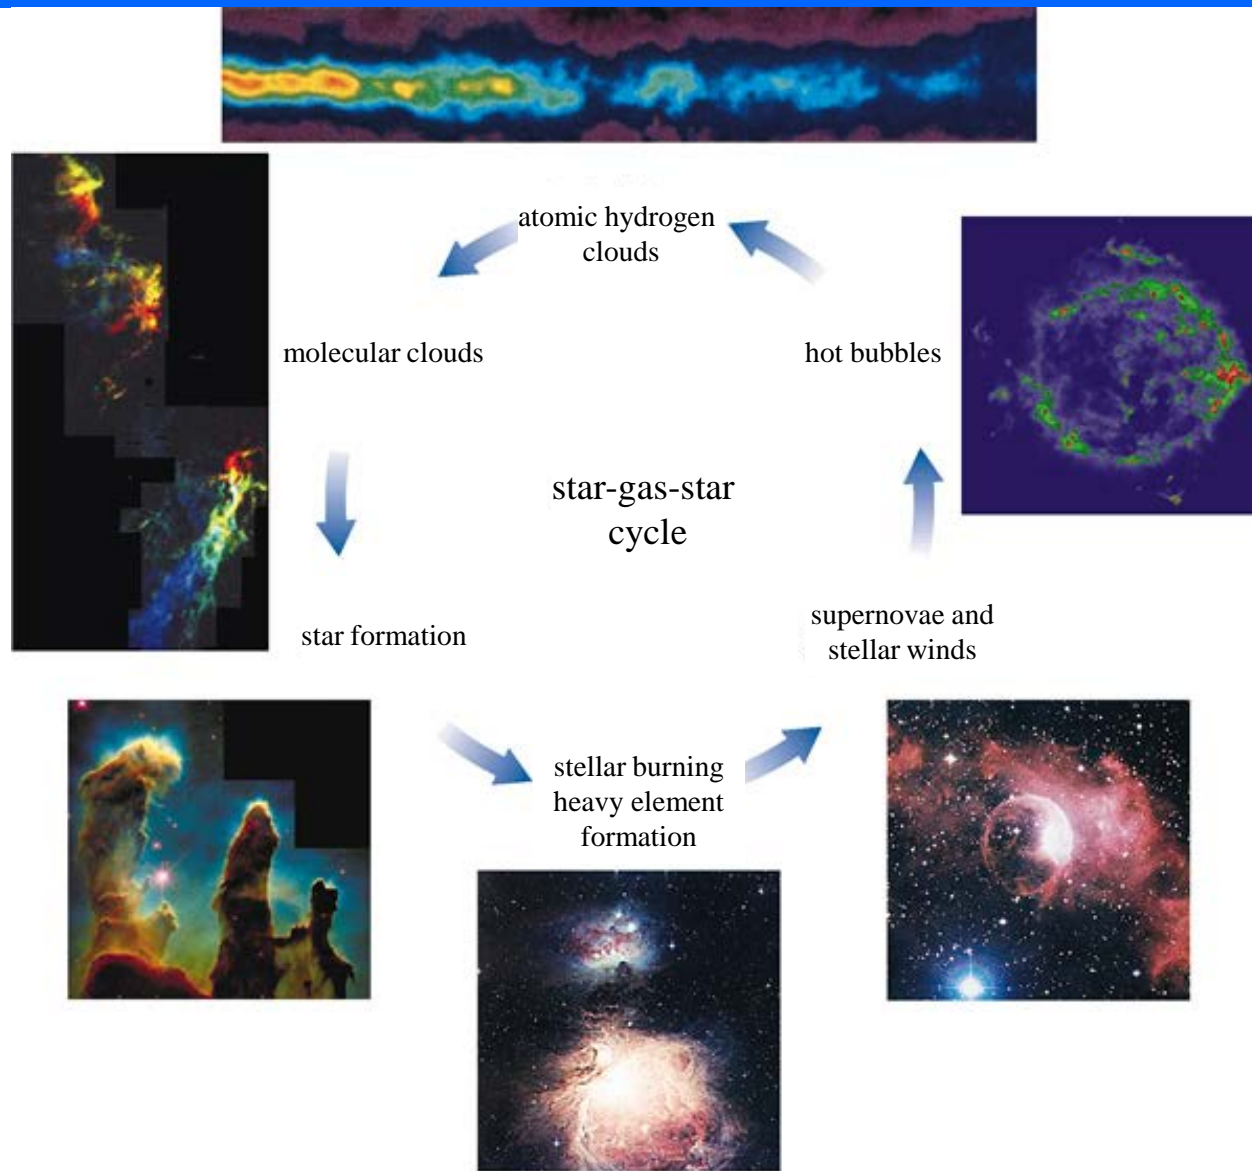 atomic hydrogen
clouds
molecular clouds
hot bubbles
star-gas-star
cycle
star formation
supernovae and
stellar winds
stellar burning
heavy element
formation